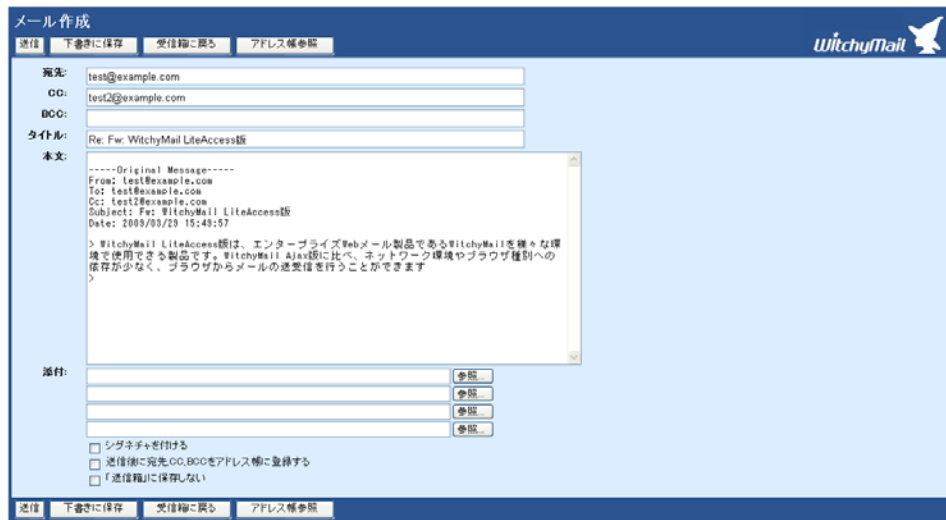 メール作成
送信 下書きに保存 受信箱に戻る アドレス帳参照
WitchyMail
宛先: test@example.com
CC: test2@example.com
BCC:
タイトル: Re: Fw: WitchyMail LiteAccess版
本文:
-----Original Message-----
From: test@example.com
To: test@example.com
Cc: test2@example.com
Subject: Fw: WitchyMail LiteAccess版
Date: 2009/03/29 15:49:57
> WitchyMail LiteAccess版は、エンタープライズWebメール製品であるWitchyMailを種々な環
境で使用できる製品です。WitchyMail Ajax版に比べ、ネットワーク環境やブラウザ種別への
依存が少なく、ブラウザからメールの送受信を行うことができます
>
添付:
参照...
参照...
参照...
参照...
シグネチャを付ける
送信後に宛先,CC,BCCをアドレス帳に登録する
「送信箱」に保存しない
送信 下書きに保存 受信箱に戻る アドレス帳参照